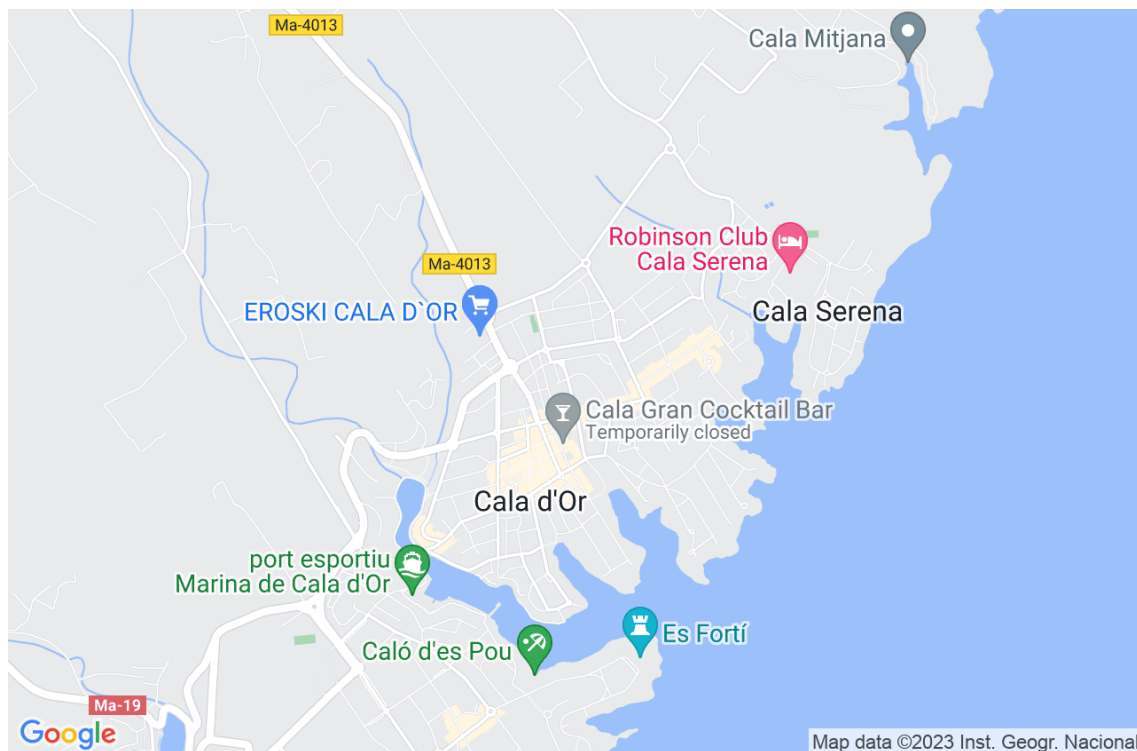 Ma-4013
Cala Mitjana
Robinson Club
Cala Serena
Ma-4013
EROSKI CALA D`OR
Cala Serena
Cala Gran Cocktail Bar
Temporarily closed
Cala d'Or
port esportiu
Marina de Cala d'Or
Es Fortí
Caló d'es Pou
Ma-19
Google
Map data ©2023 Inst. Geogr. Nacional